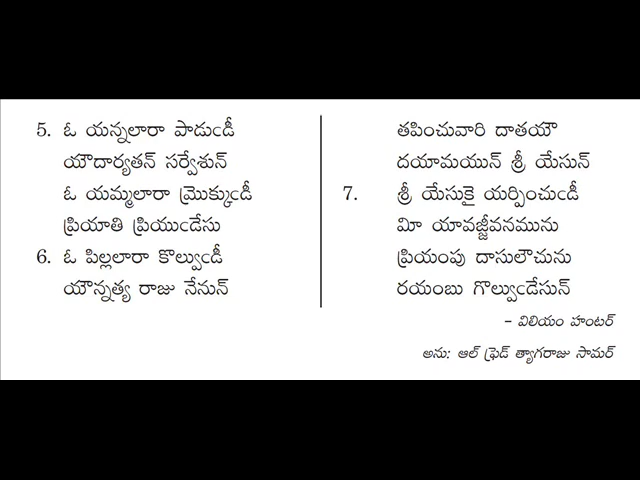 5. ఓ యన్నలారా పాడుఁడీ
యౌదార్యతన్ సర్వేశున్
ఓ యమ్మలారా మ్రొక్కుఁడీ
ప్రియాతి ప్రియుఁడేసు
6. ఓ పిల్లలారా కొల్వుఁడీ
యౌన్నత్య రాజు నేనున్
తపించువారి దాతయౌ
దయామయున్ శ్రీ యేసున్
7. శ్రీ యేసుకై యర్పించుఁడీ
మీ యావజ్జీవనమును
ప్రియంపు దాసులౌచును
రయంబు గొల్వుఁడేసున్
- విలియం హంటర్
అను: ఆల్ ఫ్రెడ్ త్యాగరాజు సామర్